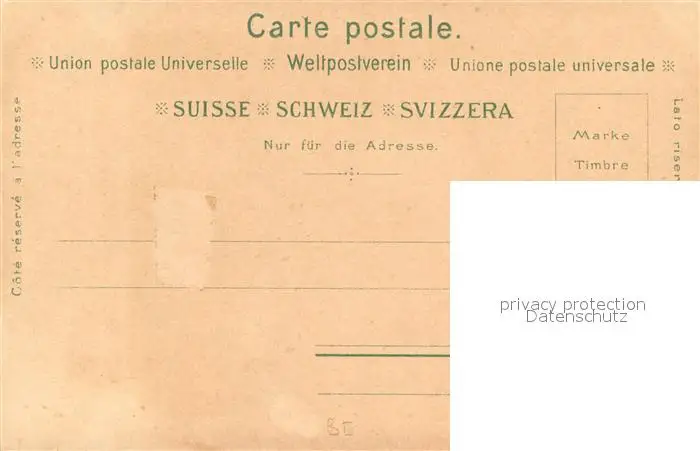 Carte postale.
※ Union postale Universelle ※ Weltpostverein ※ Unione postale universale ※
※ SUISSE ※ SCHWEIZ ※ SVIZZERA
Nur für die Adresse.
Marke
Timbre
Côté réservé à l'adresse
Lato
privacy protection
Datenschutz